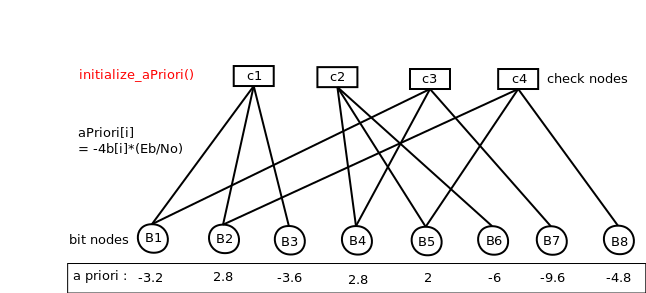 initialize_aPriori()
c1 c2 c3 c4 check nodes
aPriori[i]
= -4b[i]*(Eb/No)
bit nodes B1 B2 B3 B4 B5 B6 B7 B8
a priori : -3.2 2.8 -3.6 2.8 2 -6 -9.6 -4.8